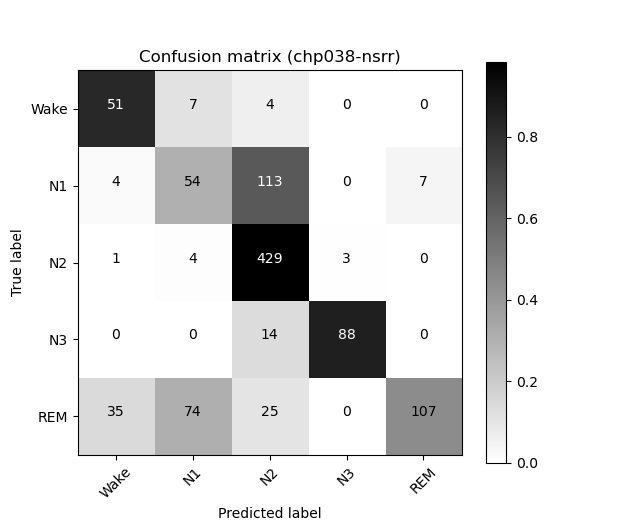 Confusion matrix (chp038-nsrr)
True label
Wake 51 7 4 0 0
N1 4 54 113 0 7
N2 1 4 429 3 0
N3 0 0 14 88 0
REM 35 74 25 0 107
Wake N1 N2 N3 REM
Predicted label
0.8
0.6
0.4
0.2
0.0